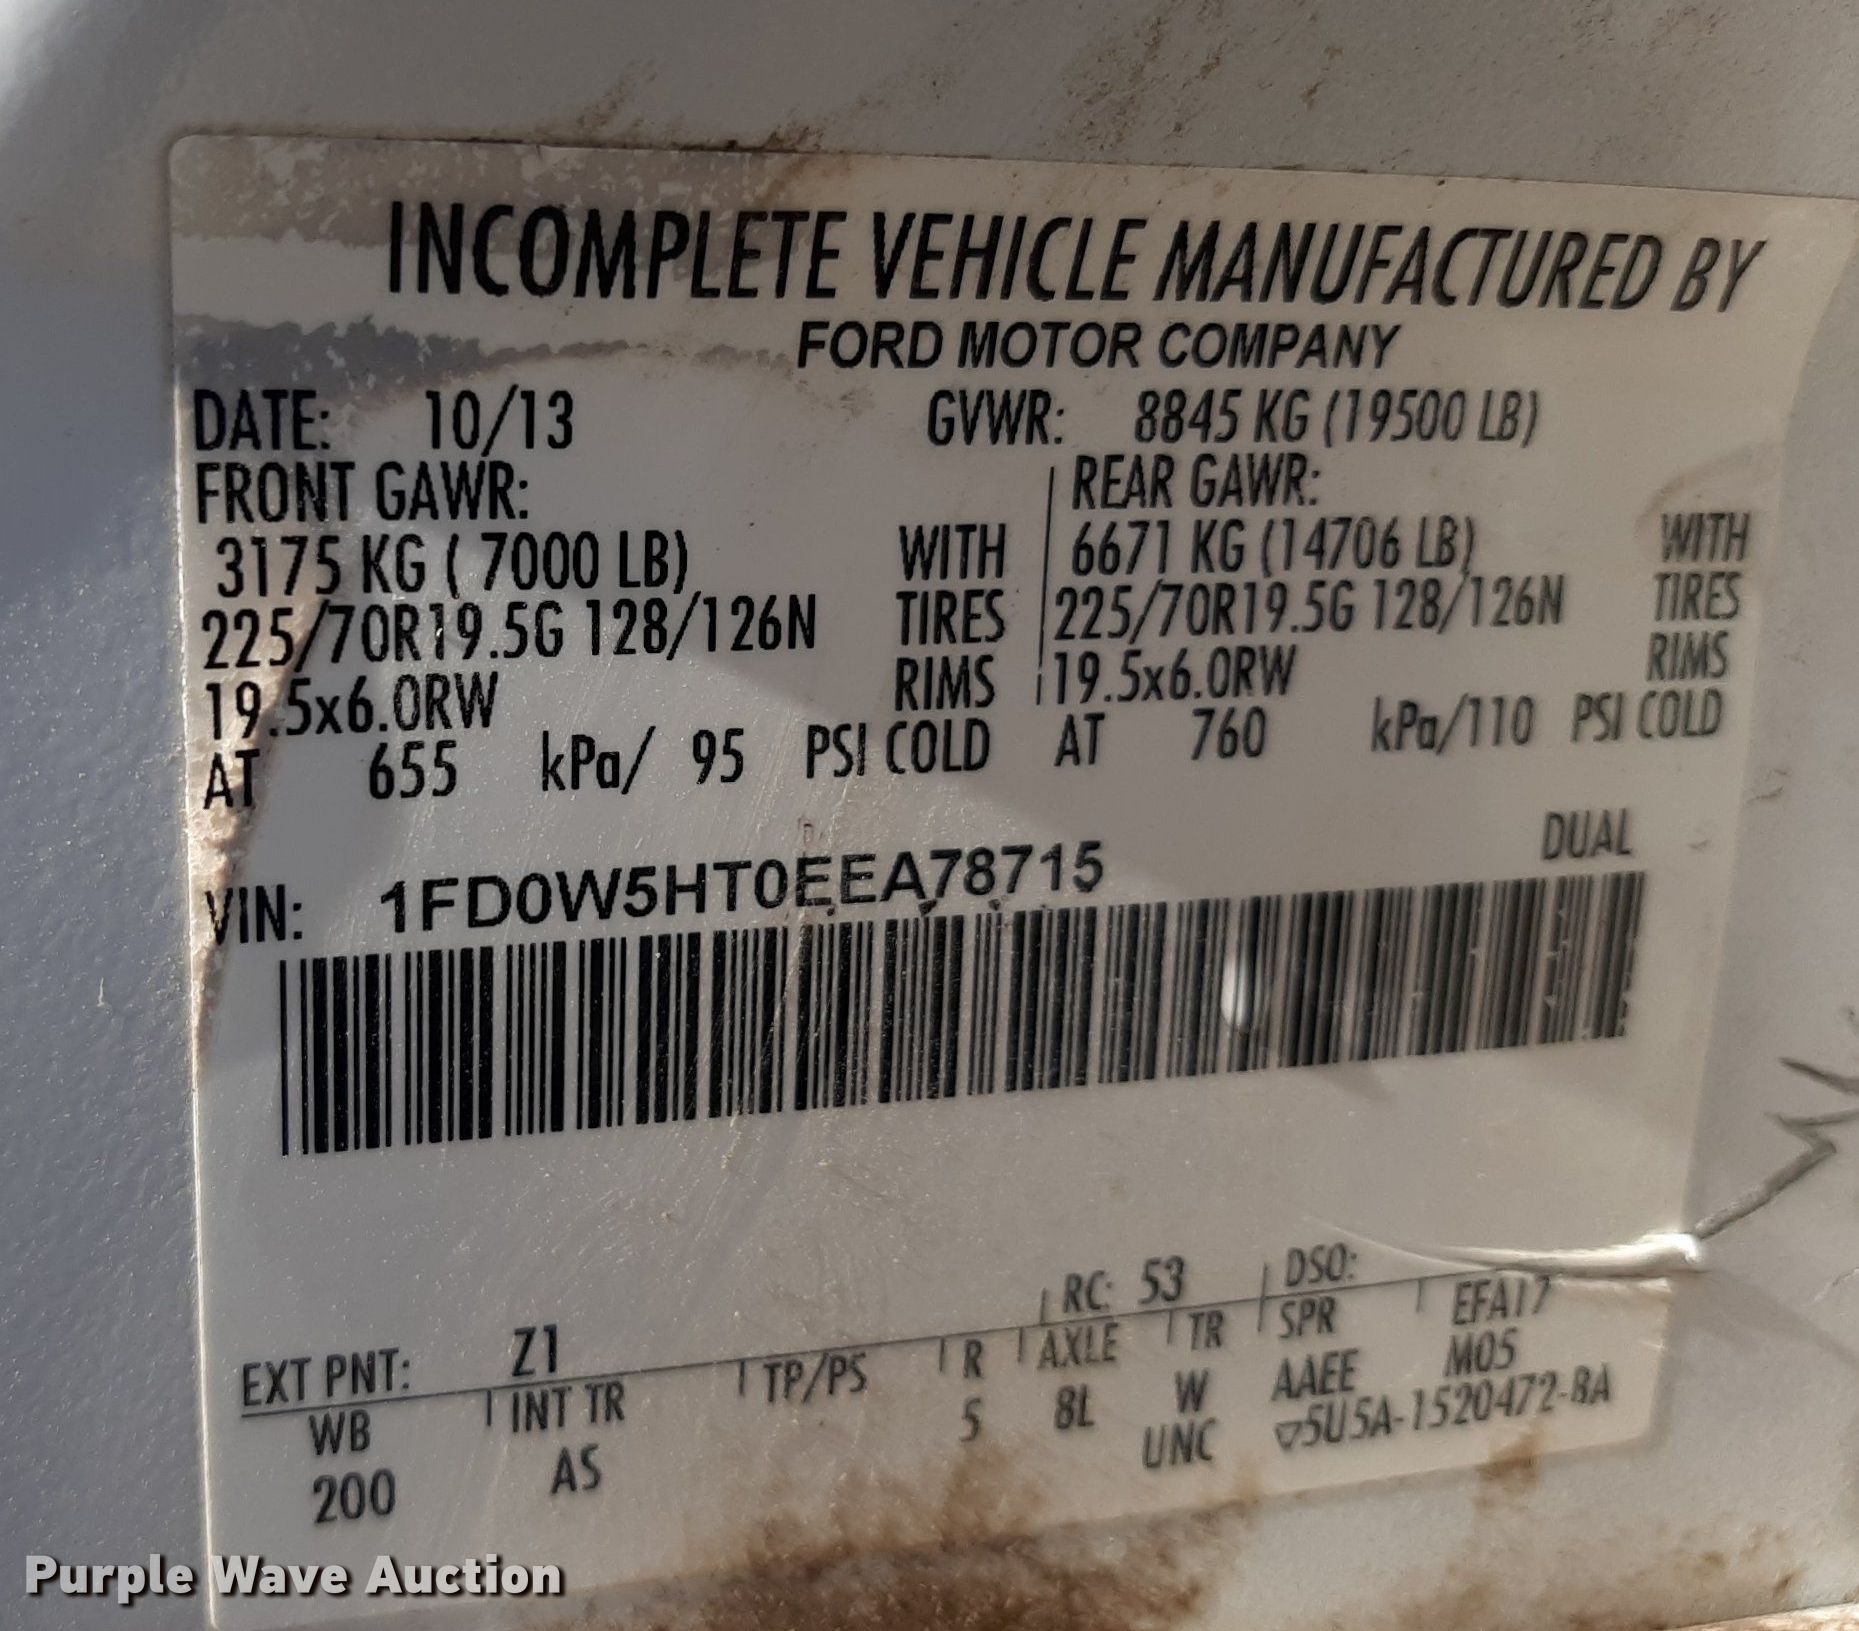 INCOMPLETE VEHICLE MANUFACTURED BY
FORD MOTOR COMPANY
DATE: 10/13 GVWR: 8845 KG (19500 LB)
FRONT GAWR: REAR GAWR:
3175 KG ( 7000 LB) WITH 6671 KG (14706 LB) WITH
225/70R19.5G 128/126N TIRES 225/70R19.5G 128/126N TIRES
19.5x6.0RW RIMS 19.5x6.0RW RIMS
AT 655 kPa/ 95 PSI COLD AT 760 kPa/110 PSI COLD
DUAL
VIN: 1FD0W5HT0EEA78715
EXT PNT: Z1 RC: 53 DSO:
WB INT TR TP/PS R AXLE TR SPR EFA17
200 AS 5 8L W AAEE M05
UNC ▽5U5A-1520472-BA
Purple Wave Auction